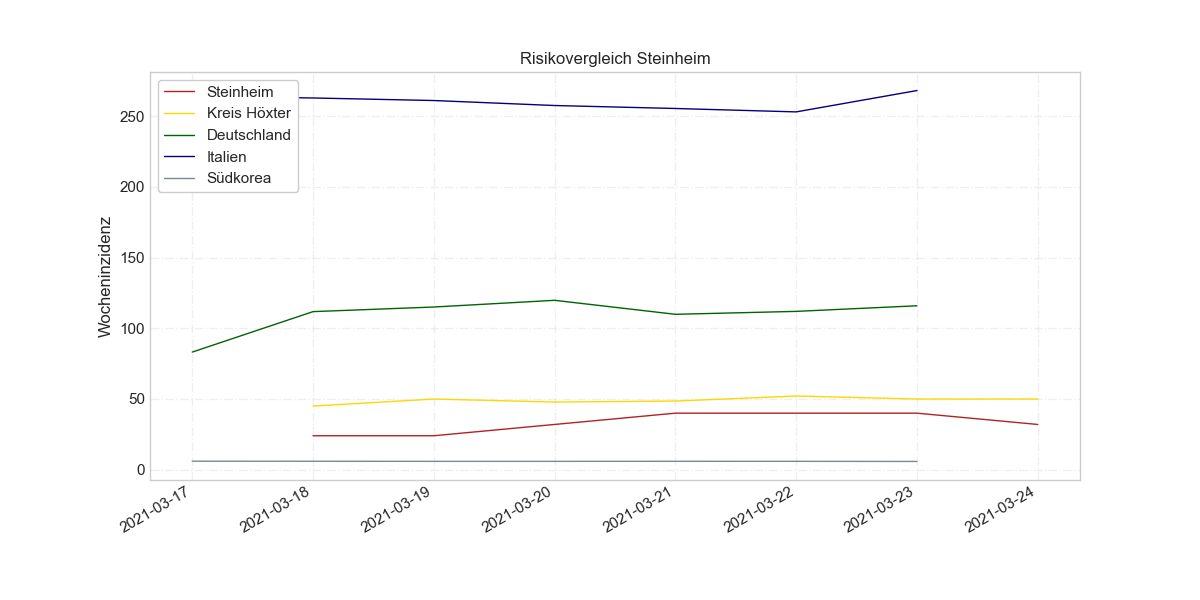 Risikovergleich Steinheim
Steinheim
Kreis Höxter
Deutschland
Italien
Südkorea
Wocheninzidenz
250
200
150
100
50
0
2021-03-17
2021-03-18
2021-03-19
2021-03-20
2021-03-21
2021-03-22
2021-03-23
2021-03-24